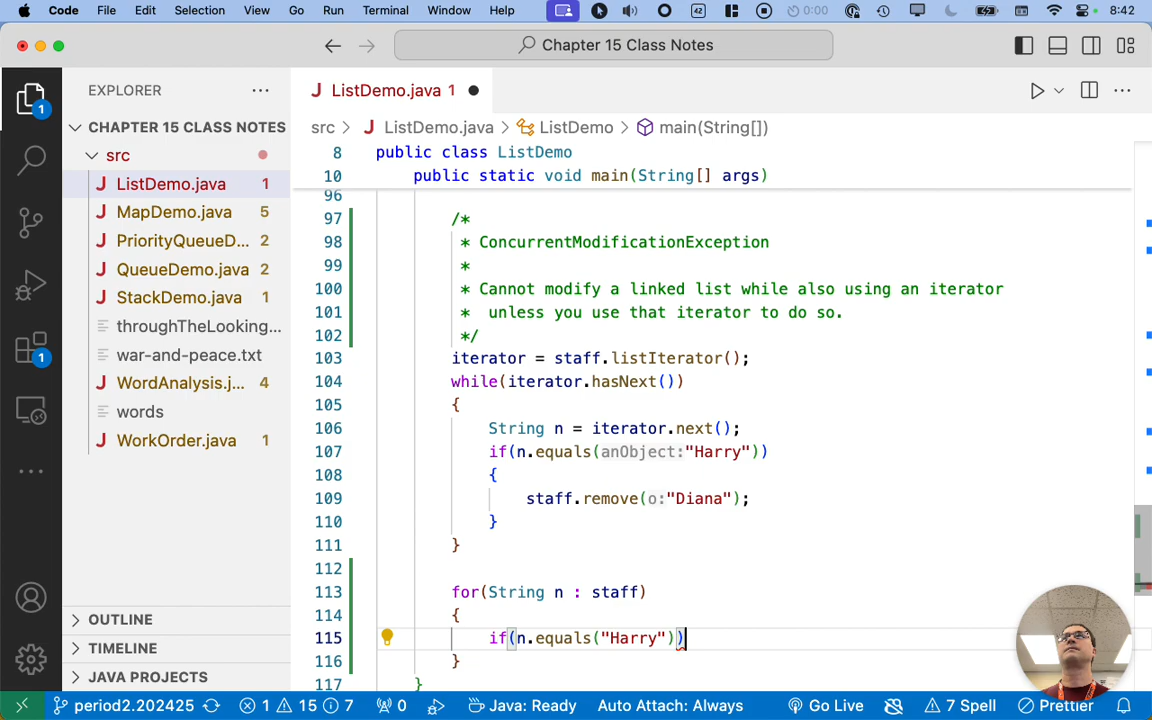 Code File Edit Selection View Go Run Terminal Window Help 42 0:00 8:42
Chapter 15 Class Notes
EXPLORER
ListDemo.java 1
CHAPTER 15 CLASS NOTES
src
ListDemo.java 1
MapDemo.java 5
PriorityQueueD... 2
QueueDemo.java 2
StackDemo.java 1
throughTheLooking...
war-and-peace.txt
WordAnalysis.j... 4
words
WorkOrder.java 1
OUTLINE
TIMELINE
JAVA PROJECTS
1
1
src > ListDemo.java > ListDemo > main(String[])
8 public class ListDemo
10 public static void main(String[] args)
96
97 /*
98 * ConcurrentModificationException
99 *
100 * Cannot modify a linked list while also using an iterator
101 * unless you use that iterator to do so.
102 */
103 iterator = staff.listIterator();
104 while(iterator.hasNext())
105 {
106 String n = iterator.next();
107 if(n.equals(anObject:"Harry"))
108 {
109 staff.remove(o:"Diana");
110 }
111 }
112
113 for(String n : staff)
114 {
115 if(n.equals("Harry"))
116 }
117 }
period2.202425 1 15 7 0 Java: Ready Auto Attach: Always Go Live 7 Spell Prettier